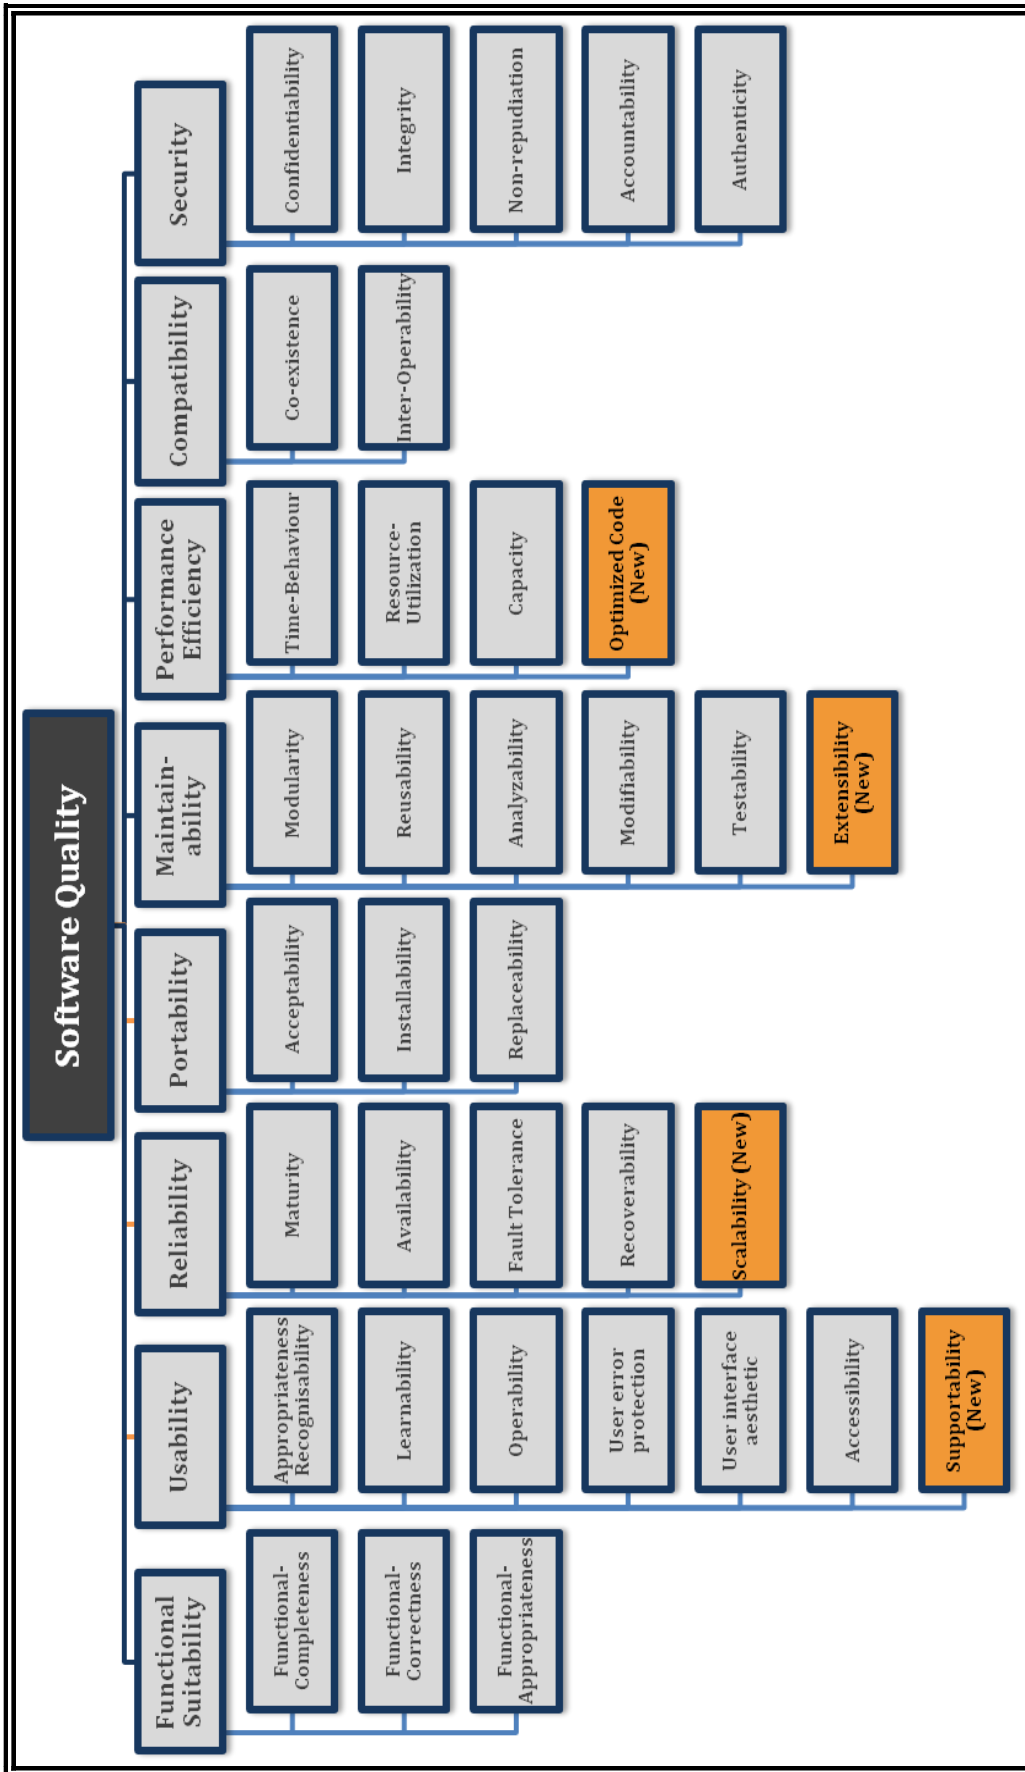 Software Quality
Functional
Suitability
Functional-
Completeness
Functional-
Correctness
Functional-
Appropriateness
Usability
Appropriateness
Recognisability
Learnability
Operability
User error
protection
User interface
aesthetic
Accessibility
Supportability
(New)
Reliability
Maturity
Availability
Fault Tolerance
Recoverability
Scalability (New)
Portability
Acceptability
Installability
Replaceability
Maintain-
ability
Modularity
Reusability
Analyzability
Modifiability
Testability
Extensibility
(New)
Performance
Efficiency
Time-Behaviour
Resource-
Utilization
Capacity
Optimized Code
(New)
Compatibility
Co-existence
Inter-Operability
Security
Confidentiability
Integrity
Non-repudiation
Accountability
Authenticity